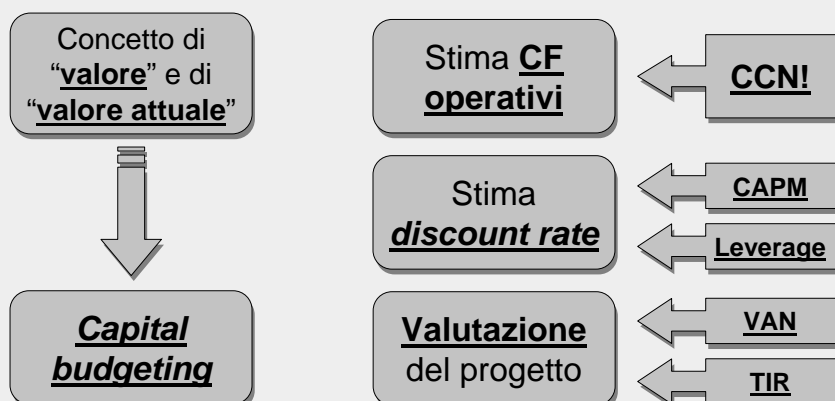 Concetto di
“valore” e di
“valore attuale”
Stima CF
operativi
CCN!
Stima
discount rate
CAPM
Leverage
Capital
budgeting
Valutazione
del progetto
VAN
TIR